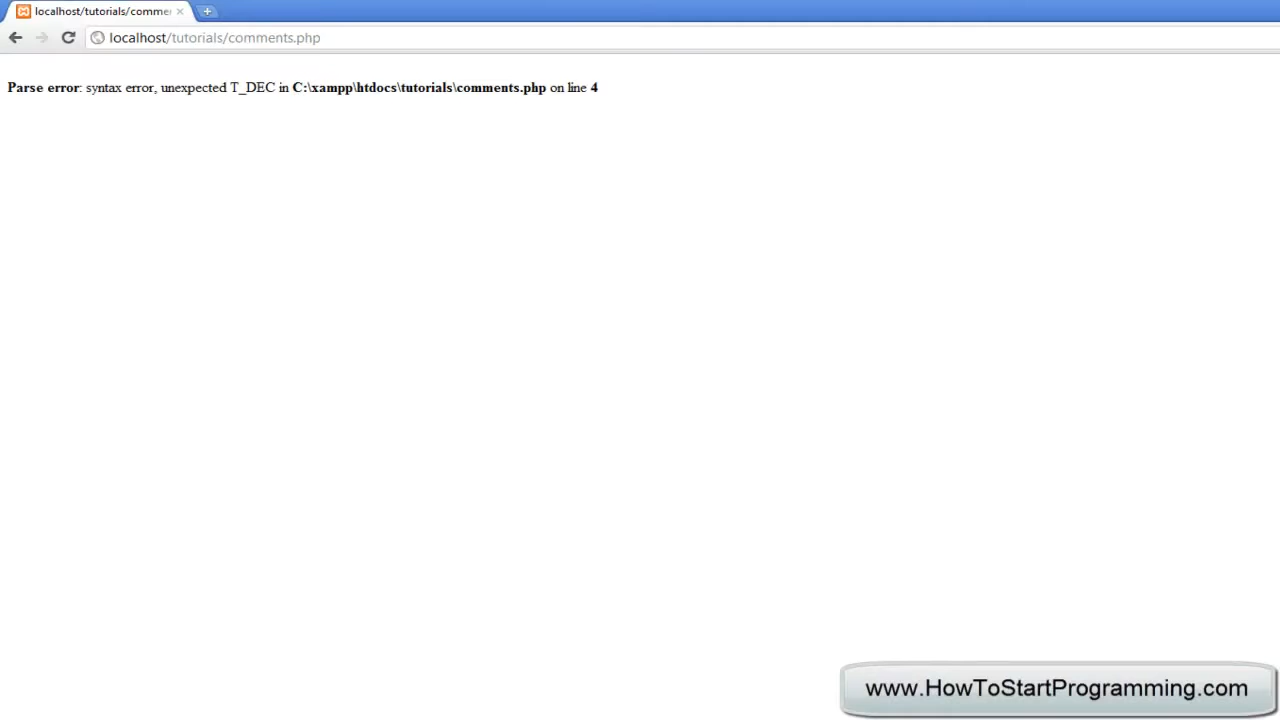 localhost/tutorials/comme
localhost/tutorials/comments.php
Parse error: syntax error, unexpected T_DEC in C:\xampp\htdocs\tutorials\comments.php on line 4
www.HowToStartProgramming.com